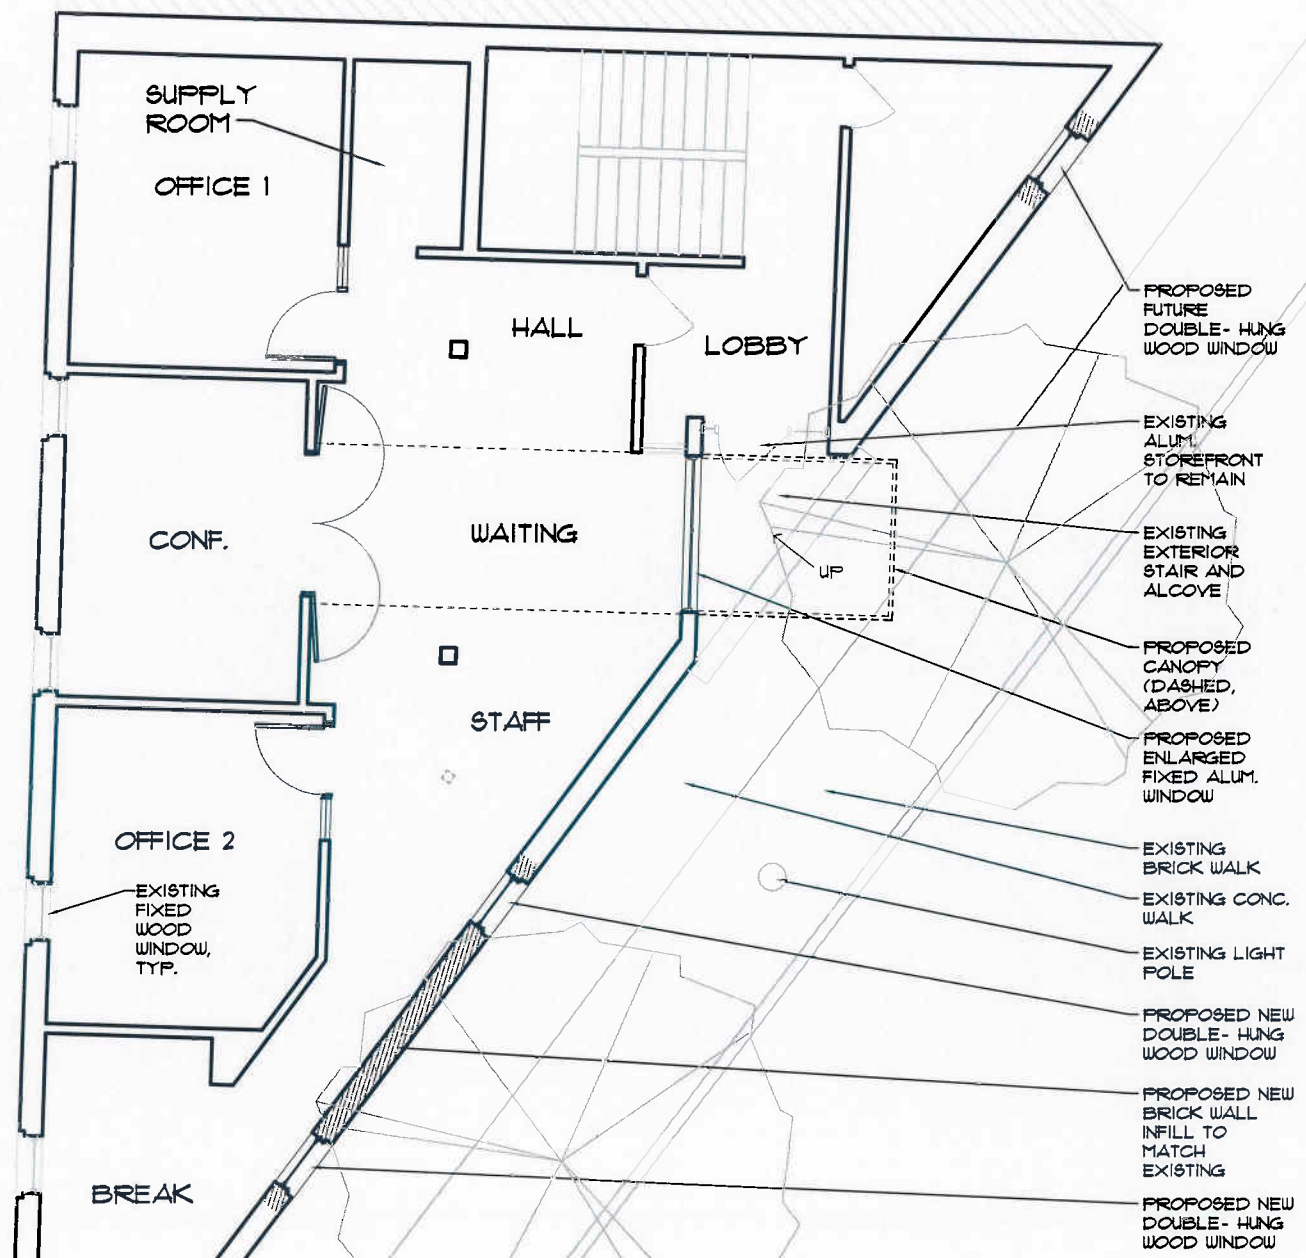 SUPPLY
ROOM
OFFICE 1
HALL
LOBBY
CONF.
WAITING
UP
STAFF
OFFICE 2
EXISTING
FIXED
WOOD
WINDOW,
TYP.
BREAK
PROPOSED
FUTURE
DOUBLE- HUNG
WOOD WINDOW
EXISTING
ALUM.
STOREFRONT
TO REMAIN
EXISTING
EXTERIOR
STAIR AND
ALCOVE
PROPOSED
CANOPY
(DASHED,
ABOVE)
PROPOSED
ENLARGED
FIXED ALUM.
WINDOW
EXISTING
BRICK WALK
EXISTING CONC.
WALK
EXISTING LIGHT
POLE
PROPOSED NEW
DOUBLE- HUNG
WOOD WINDOW
PROPOSED NEW
BRICK WALL
INFILL TO
MATCH
EXISTING
PROPOSED NEW
DOUBLE- HUNG
WOOD WINDOW